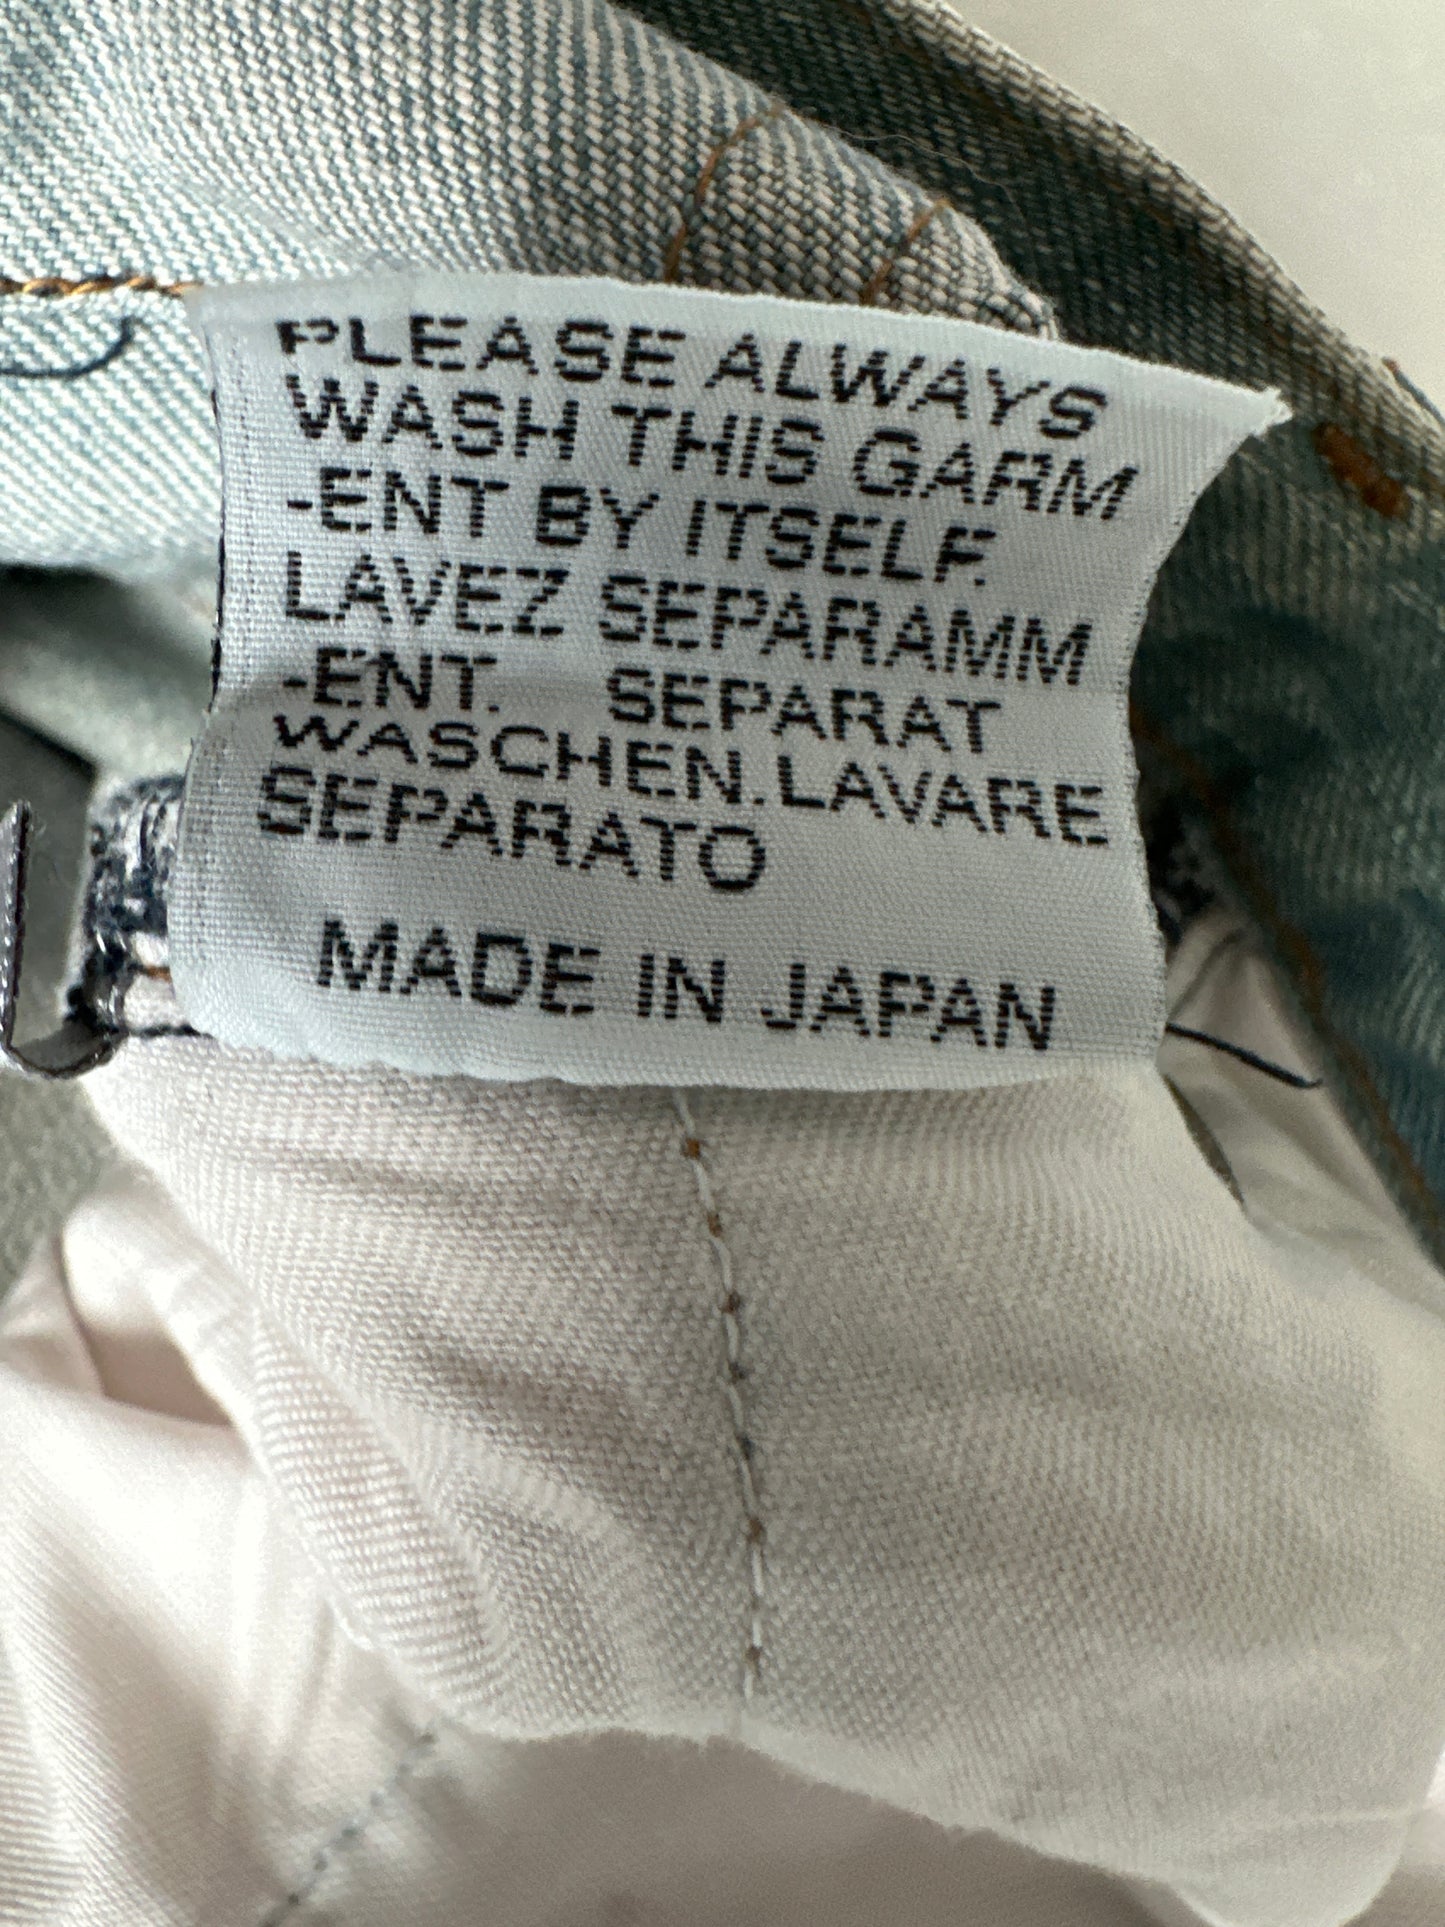 PLEASE ALWAYS
WASH THIS GARM
-ENT BY ITSELF.
LAVEZ SEPARAMM
-ENT. SEPARAT
WASCHEN. LAVARE
SEPARATO
MADE IN JAPAN